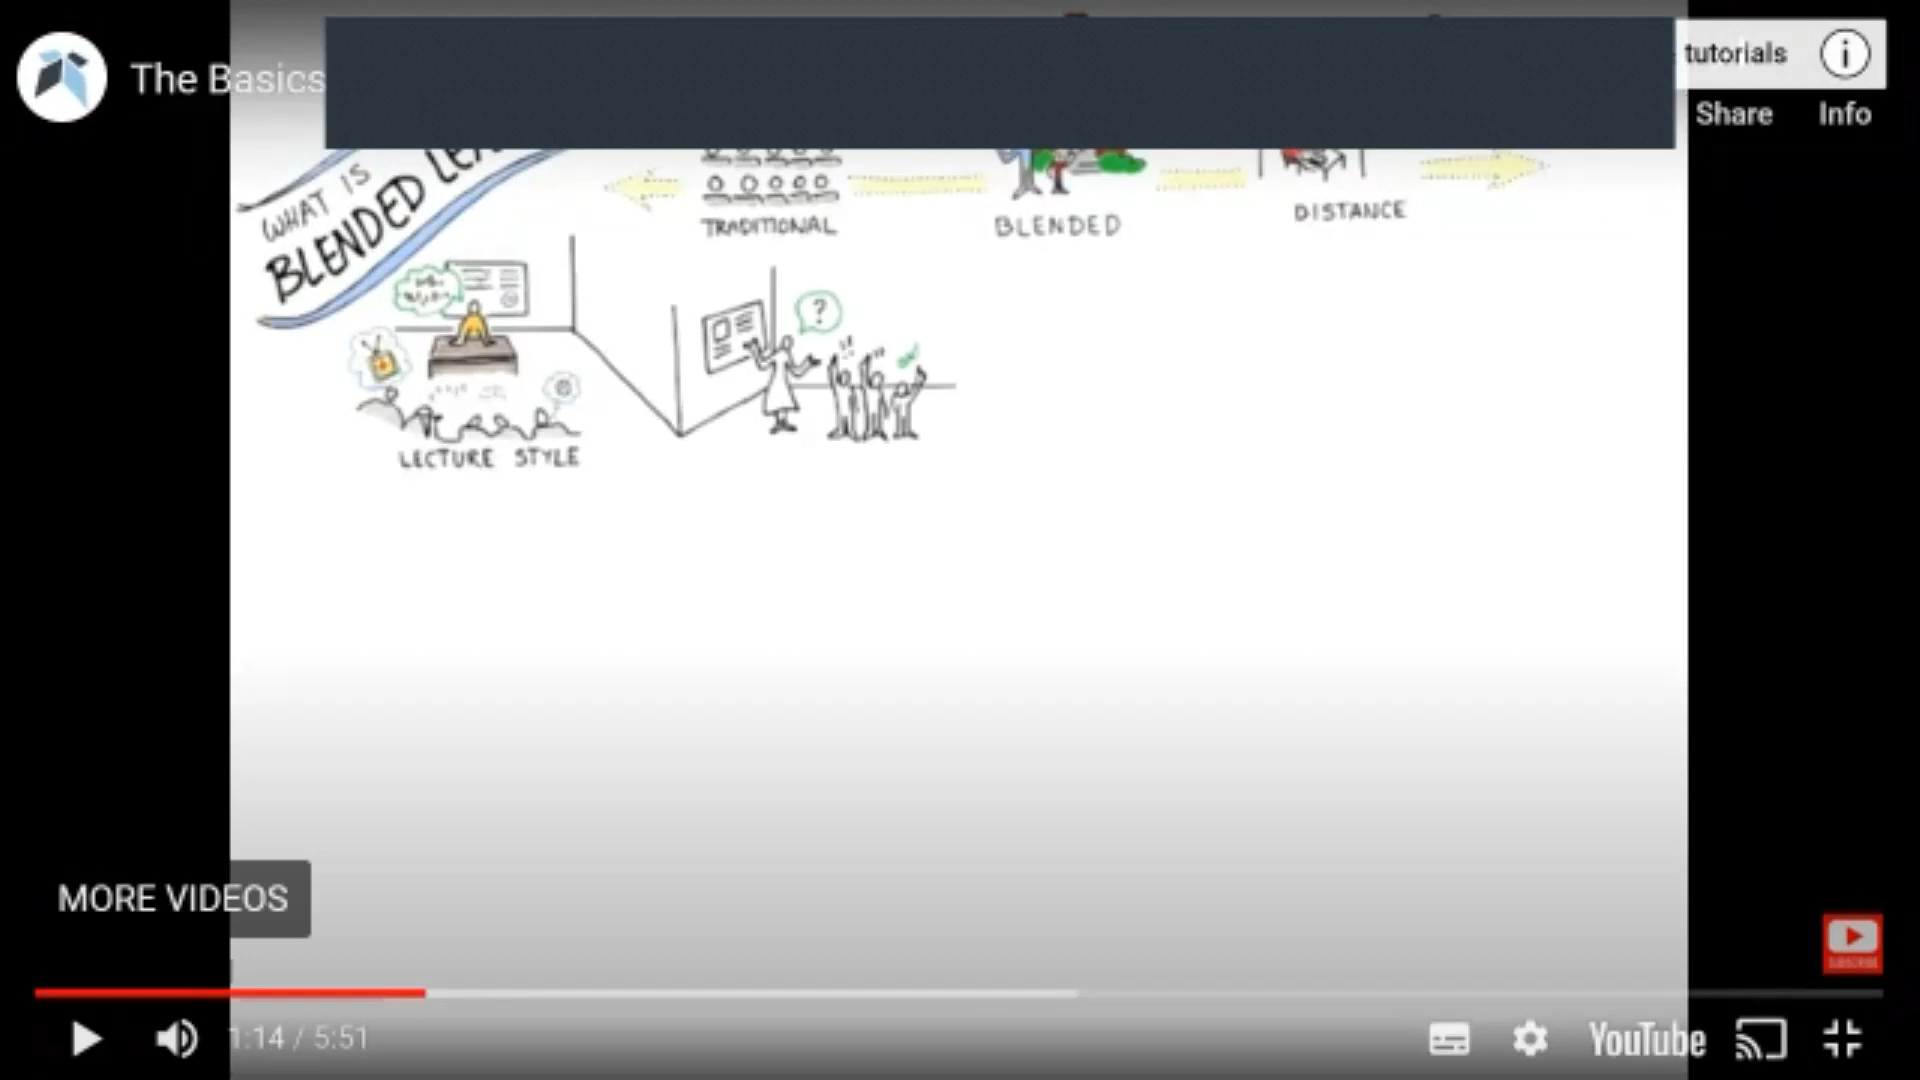 The Basics
tutorials
Share
Info
WHAT IS
BLENDED
TRADITIONAL
BLENDED
DISTANCE
?
LECTURE STYLE
MORE VIDEOS
SUBSCRIBE
1:14 / 5:51
YouTube